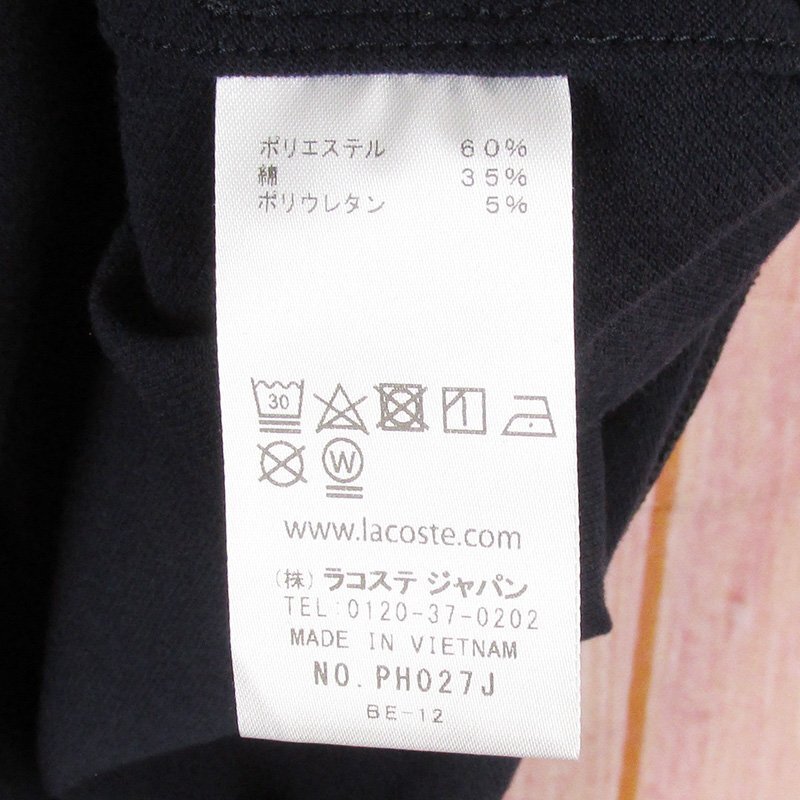 ポリエステル 60%
綿 35%
ポリウレタン 5%
30
W
www.lacoste.com
(株) ラコステ ジャパン
TEL:0120-37-0202
MADE IN VIETNAM
NO. PH027J
BE-12